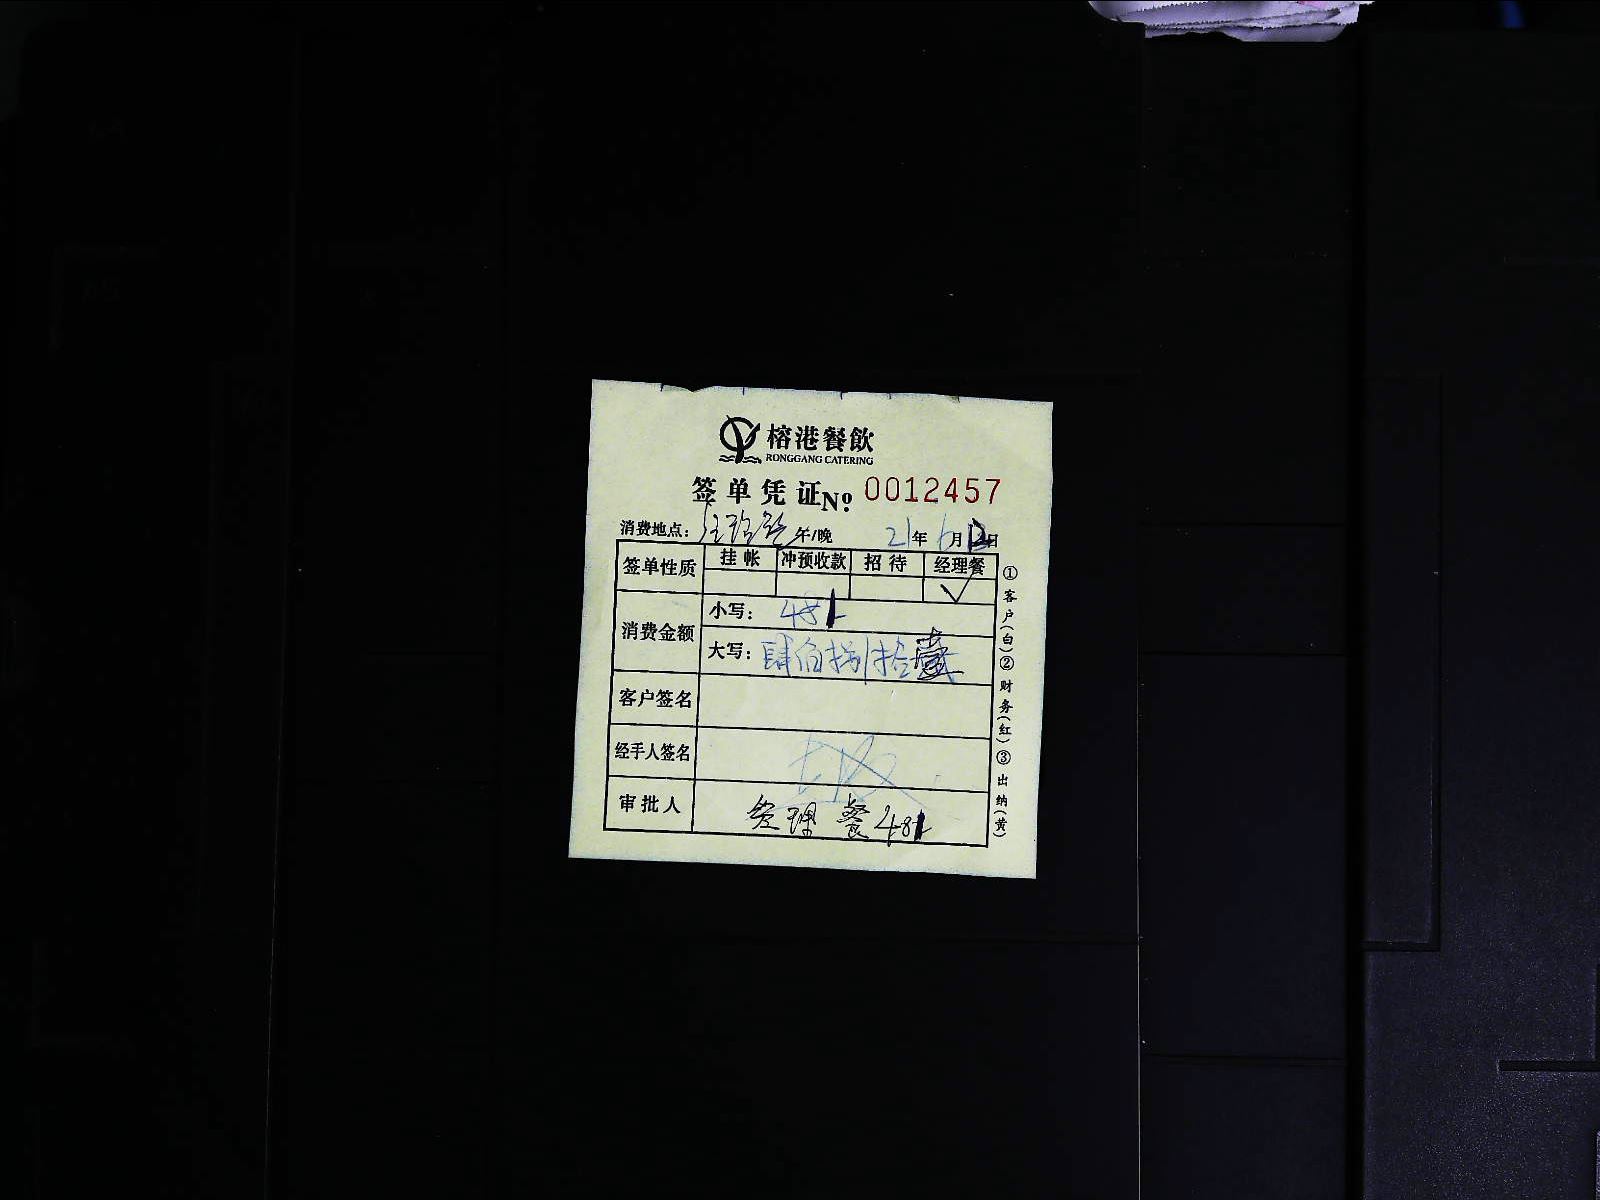 榕港餐飲
RONGGANG CATERING
签单凭证№ 0012457
消费地点： 午/晚 21年6月日
签单性质 挂帐 冲预收款 招待 经理餐
√
消费金额 小写：481
大写：肆佰捌拾壹
客户签名
经手人签名
审批人 经理餐481
①客户(白)②财务(红)③出纳(黄)